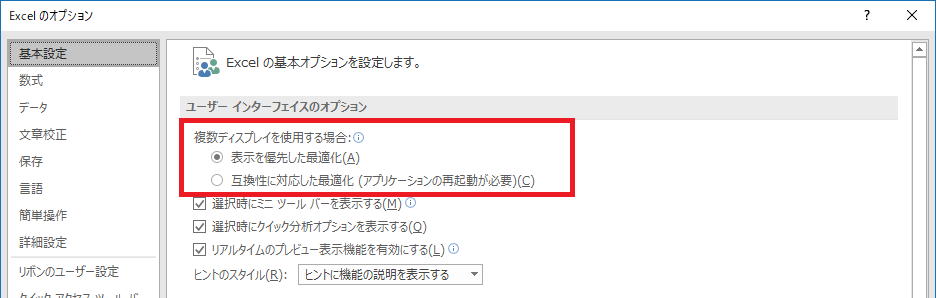 Excel のオプション
? ×
基本設定
数式
データ
文章校正
保存
言語
簡単操作
詳細設定
リボンのユーザー設定
Excel の基本オプションを設定します。
ユーザー インターフェイスのオプション
複数ディスプレイを使用する場合:
表示を優先した最適化(A)
互換性に対応した最適化 (アプリケーションの再起動が必要)(C)
選択時にミニ ツール バーを表示する(M)
選択時にクイック分析オプションを表示する(Q)
リアルタイムのプレビュー表示機能を有効にする(L)
ヒントのスタイル(R): ヒントに機能の説明を表示する